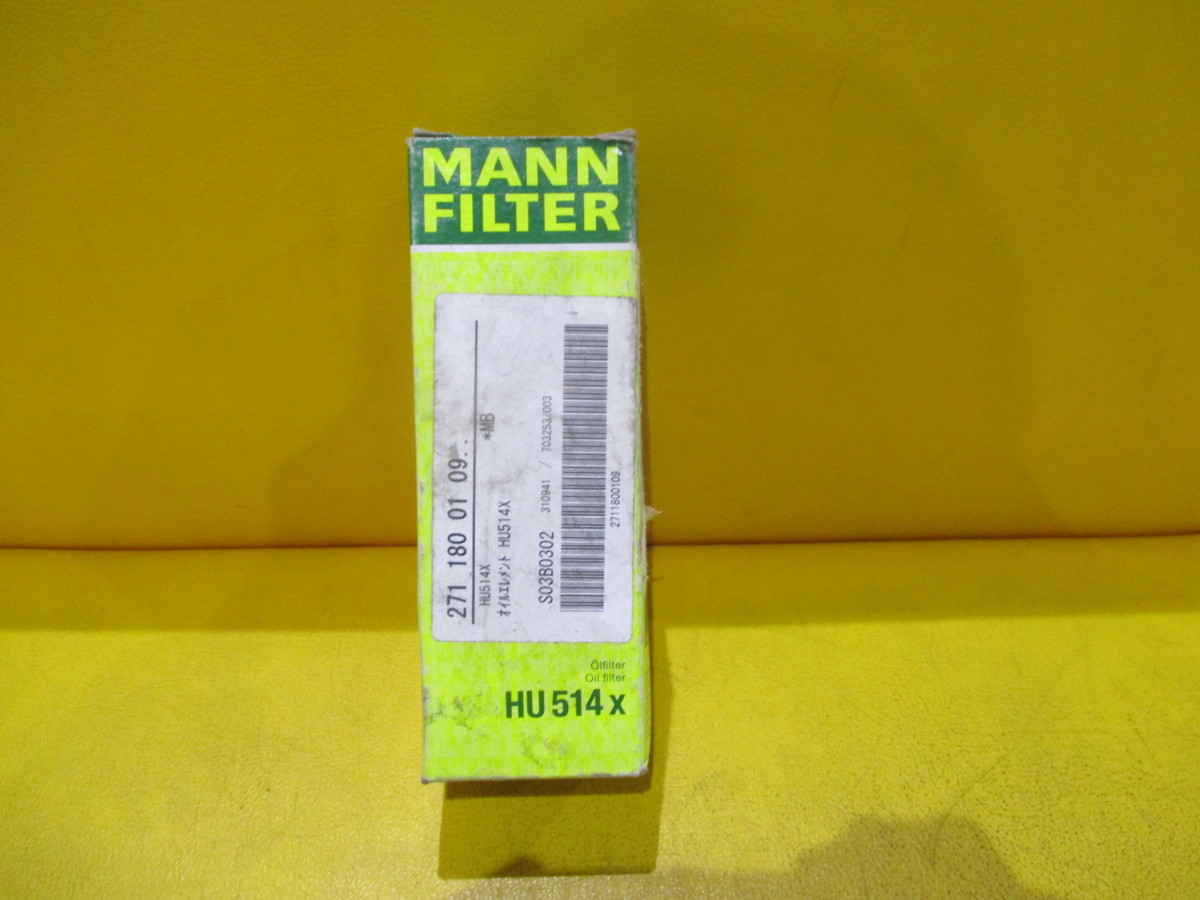 MANN
FILTER
271 180 01 09. .
*MB
HU514X
オイルエレメント HU514X
S03B0302 310941 / 703253/003
2711800109
Ölfilter
Oil filter
HU 514 x